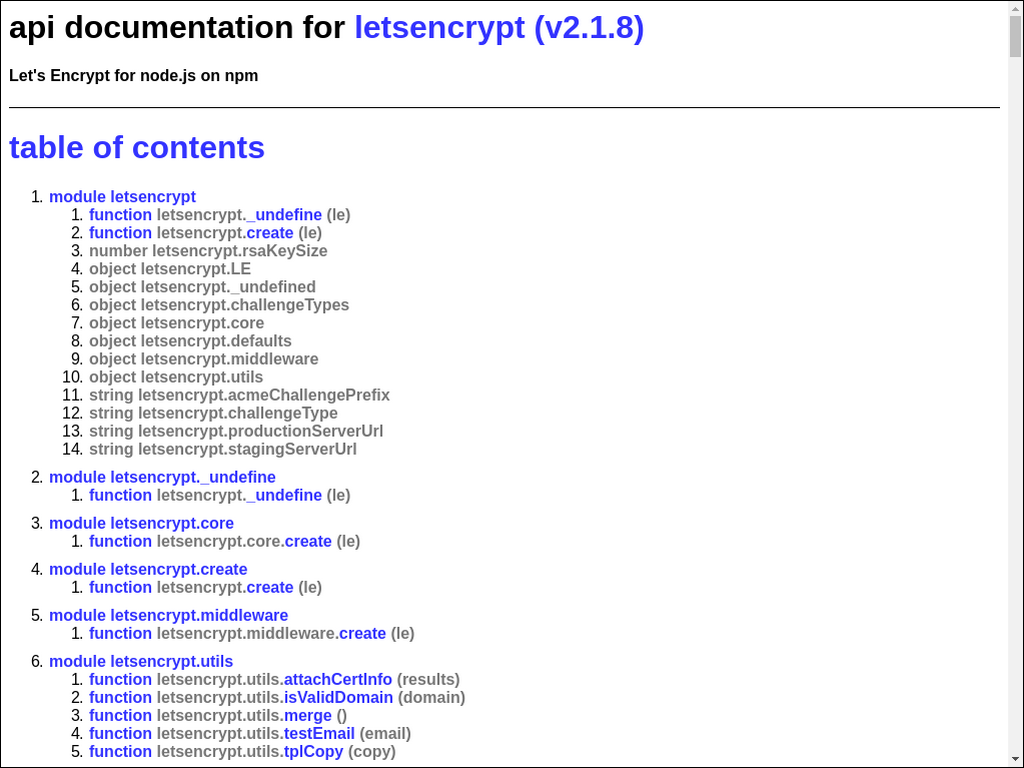 api documentation for letsencrypt (v2.1.8)
Let's Encrypt for node.js on npm
table of contents
1. module letsencrypt
1. function letsencrypt._undefine (le)
2. function letsencrypt.create (le)
3. number letsencrypt.rsaKeySize
4. object letsencrypt.LE
5. object letsencrypt._undefined
6. object letsencrypt.challengeTypes
7. object letsencrypt.core
8. object letsencrypt.defaults
9. object letsencrypt.middleware
10. object letsencrypt.utils
11. string letsencrypt.acmeChallengePrefix
12. string letsencrypt.challengeType
13. string letsencrypt.productionServerUrl
14. string letsencrypt.stagingServerUrl
2. module letsencrypt._undefine
1. function letsencrypt._undefine (le)
3. module letsencrypt.core
1. function letsencrypt.core.create (le)
4. module letsencrypt.create
1. function letsencrypt.create (le)
5. module letsencrypt.middleware
1. function letsencrypt.middleware.create (le)
6. module letsencrypt.utils
1. function letsencrypt.utils.attachCertInfo (results)
2. function letsencrypt.utils.isValidDomain (domain)
3. function letsencrypt.utils.merge ()
4. function letsencrypt.utils.testEmail (email)
5. function letsencrypt.utils.tplCopy (copy)